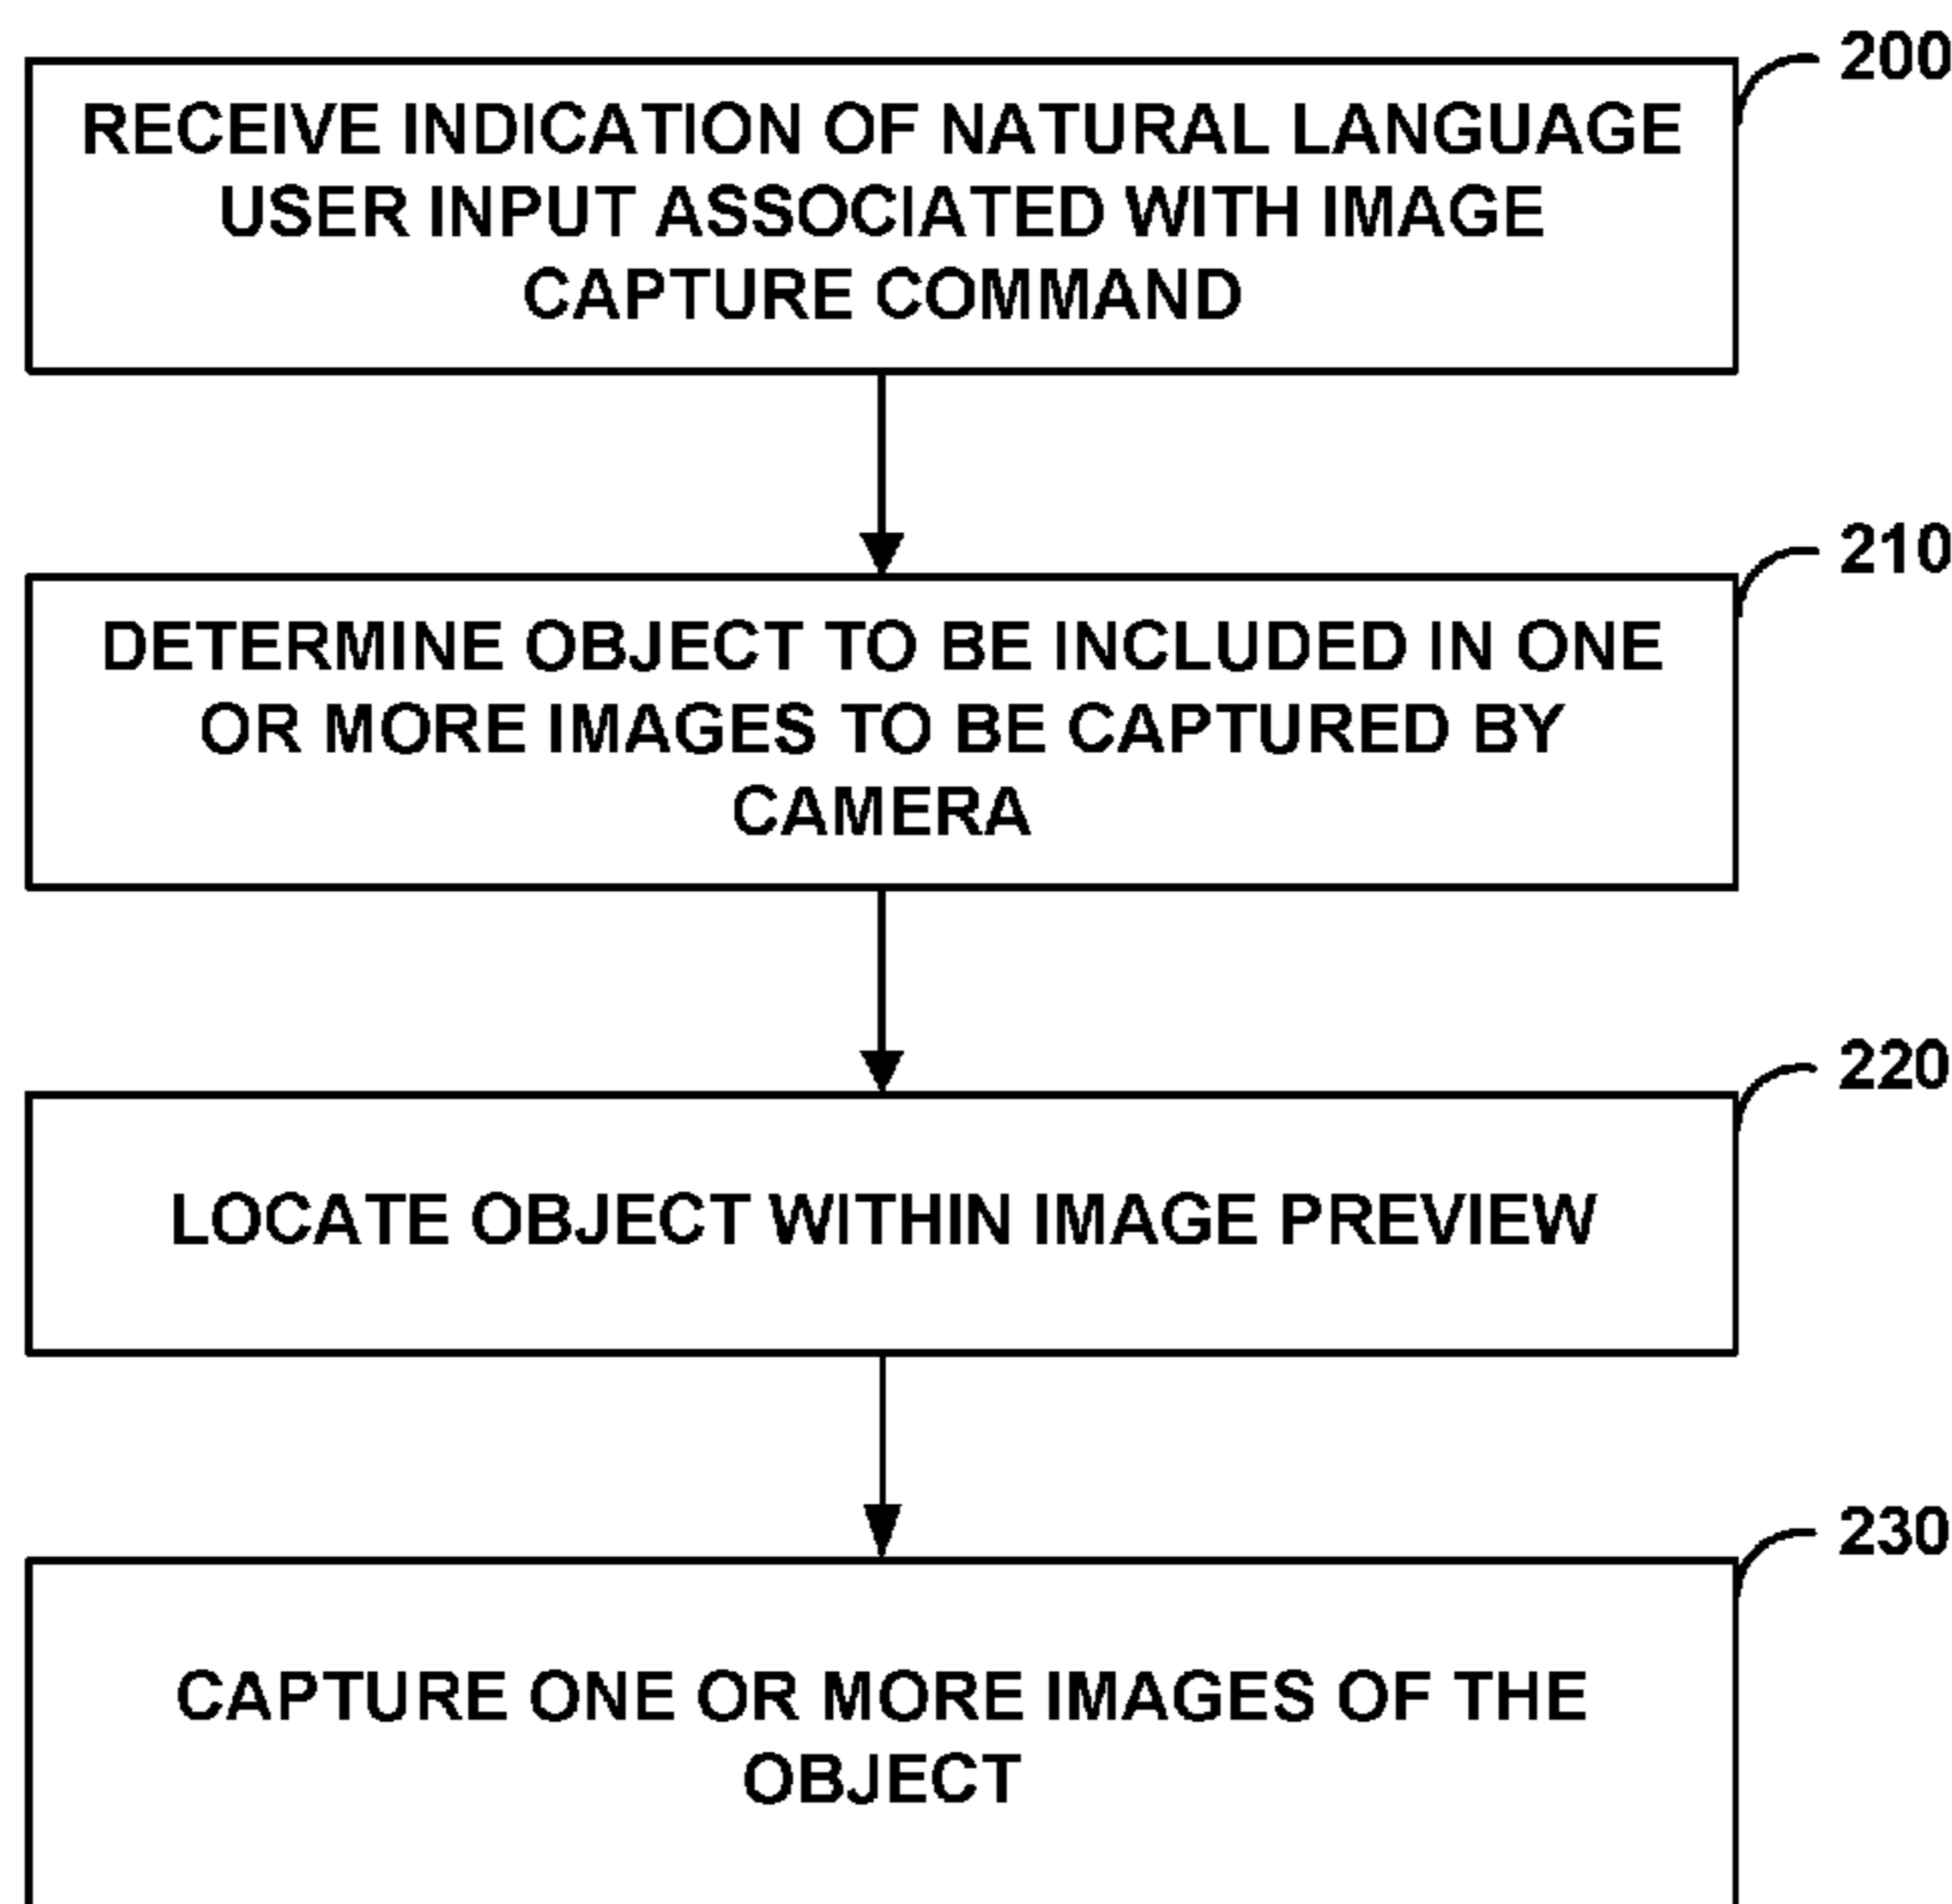 200
RECEIVE INDICATION OF NATURAL LANGUAGE
USER INPUT ASSOCIATED WITH IMAGE
CAPTURE COMMAND
210
DETERMINE OBJECT TO BE INCLUDED IN ONE
OR MORE IMAGES TO BE CAPTURED BY
CAMERA
220
LOCATE OBJECT WITHIN IMAGE PREVIEW
230
CAPTURE ONE OR MORE IMAGES OF THE
OBJECT